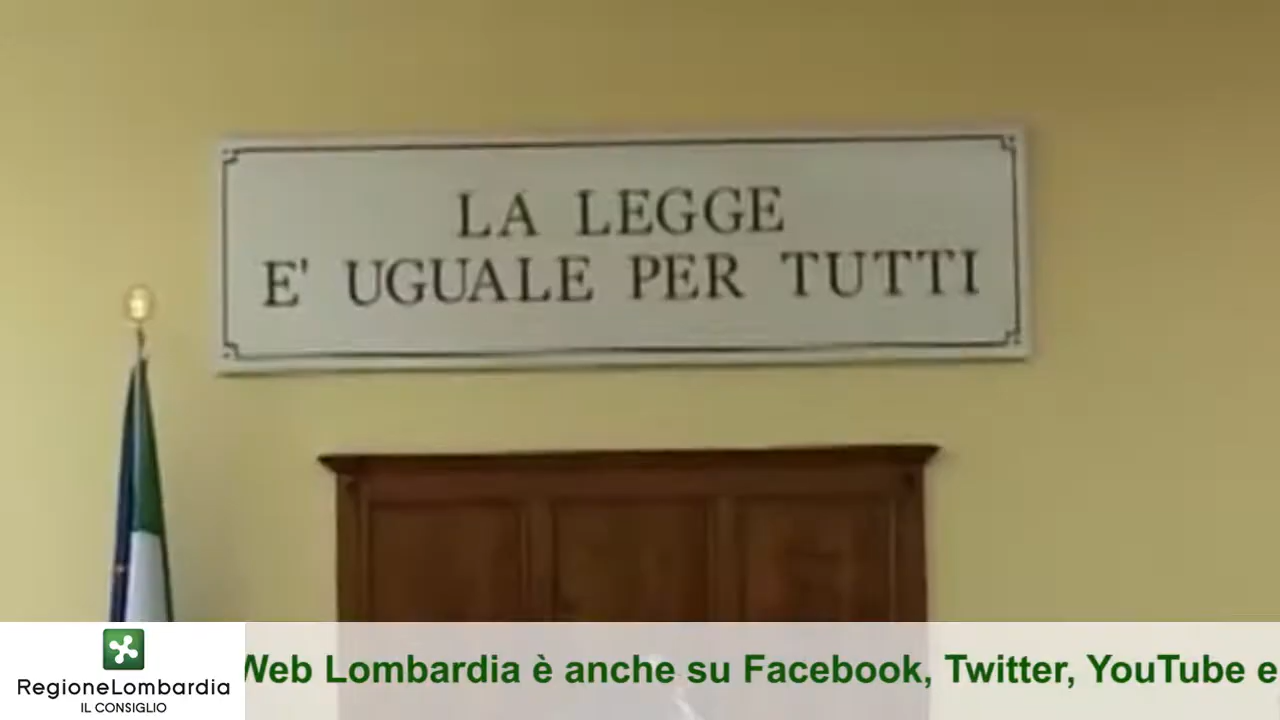 LA LEGGE
E' UGUALE PER TUTTI
Web Lombardia è anche su Facebook, Twitter, YouTube e
RegioneLombardia
IL CONSIGLIO